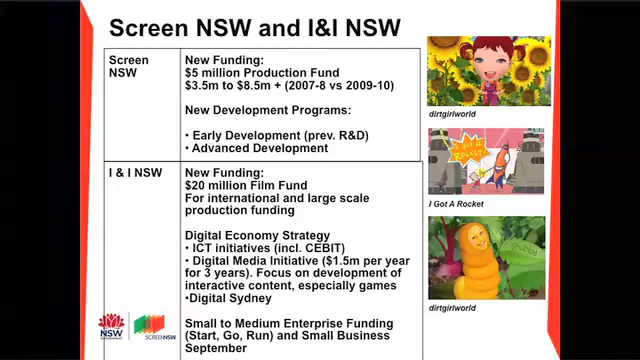 Screen NSW and I&I NSW
Screen
NSW
New Funding:
$5 million Production Fund
$3.5m to $8.5m + (2007-8 vs 2009-10)
New Development Programs:
• Early Development (prev. R&D)
• Advanced Development
I & I NSW
New Funding:
$20 million Film Fund
For international and large scale
production funding
Digital Economy Strategy
• ICT initiatives (incl. CEBIT)
• Digital Media Initiative ($1.5m per year
for 3 years). Focus on development of
interactive content, especially games
•Digital Sydney
Small to Medium Enterprise Funding
(Start, Go, Run) and Small Business
September
dirtgirlworld
I GOT A
ROCKET!
I Got A Rocket
grubby
dirtgirlworld
NSW
SCREENNSW